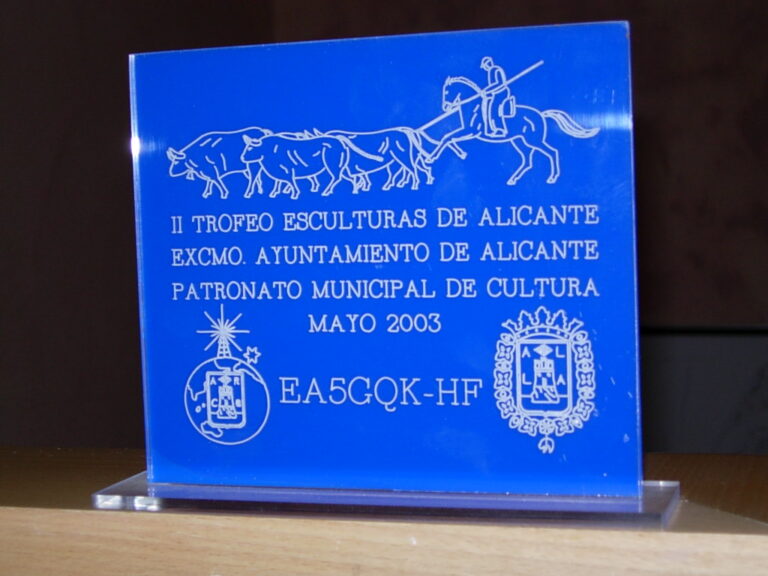 II TROFEO ESCULTURAS DE ALICANTE
EXCMO. AYUNTAMIENTO DE ALICANTE
PATRONATO MUNICIPAL DE CULTURA
MAYO 2003
EA5GQK-HF
A L
L A